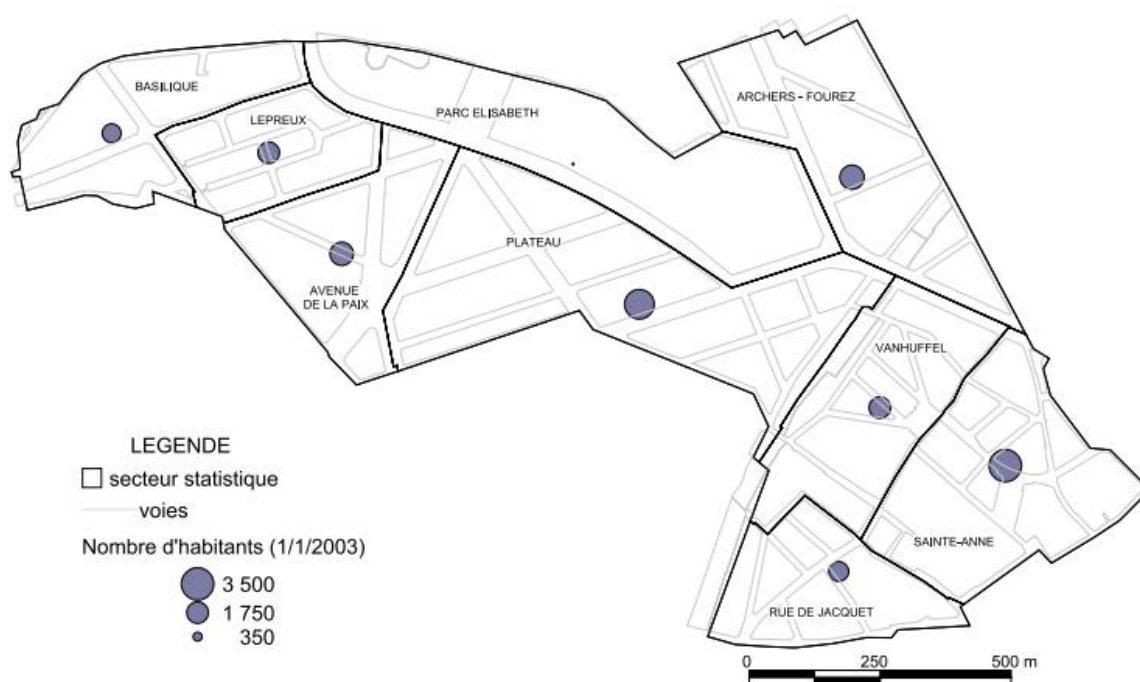 BASILIQUE
LEPREUX
PARC ELISABETH
ARCHERS - FOUREZ
PLATEAU
AVENUE
DE LA PAIX
VANHUFFEL
SAINTE-ANNE
RUE DE JACQUET
LEGENDE
secteur statistique
voies
Nombre d'habitants (1/1/2003)
3 500
1 750
350
0 250 500 m